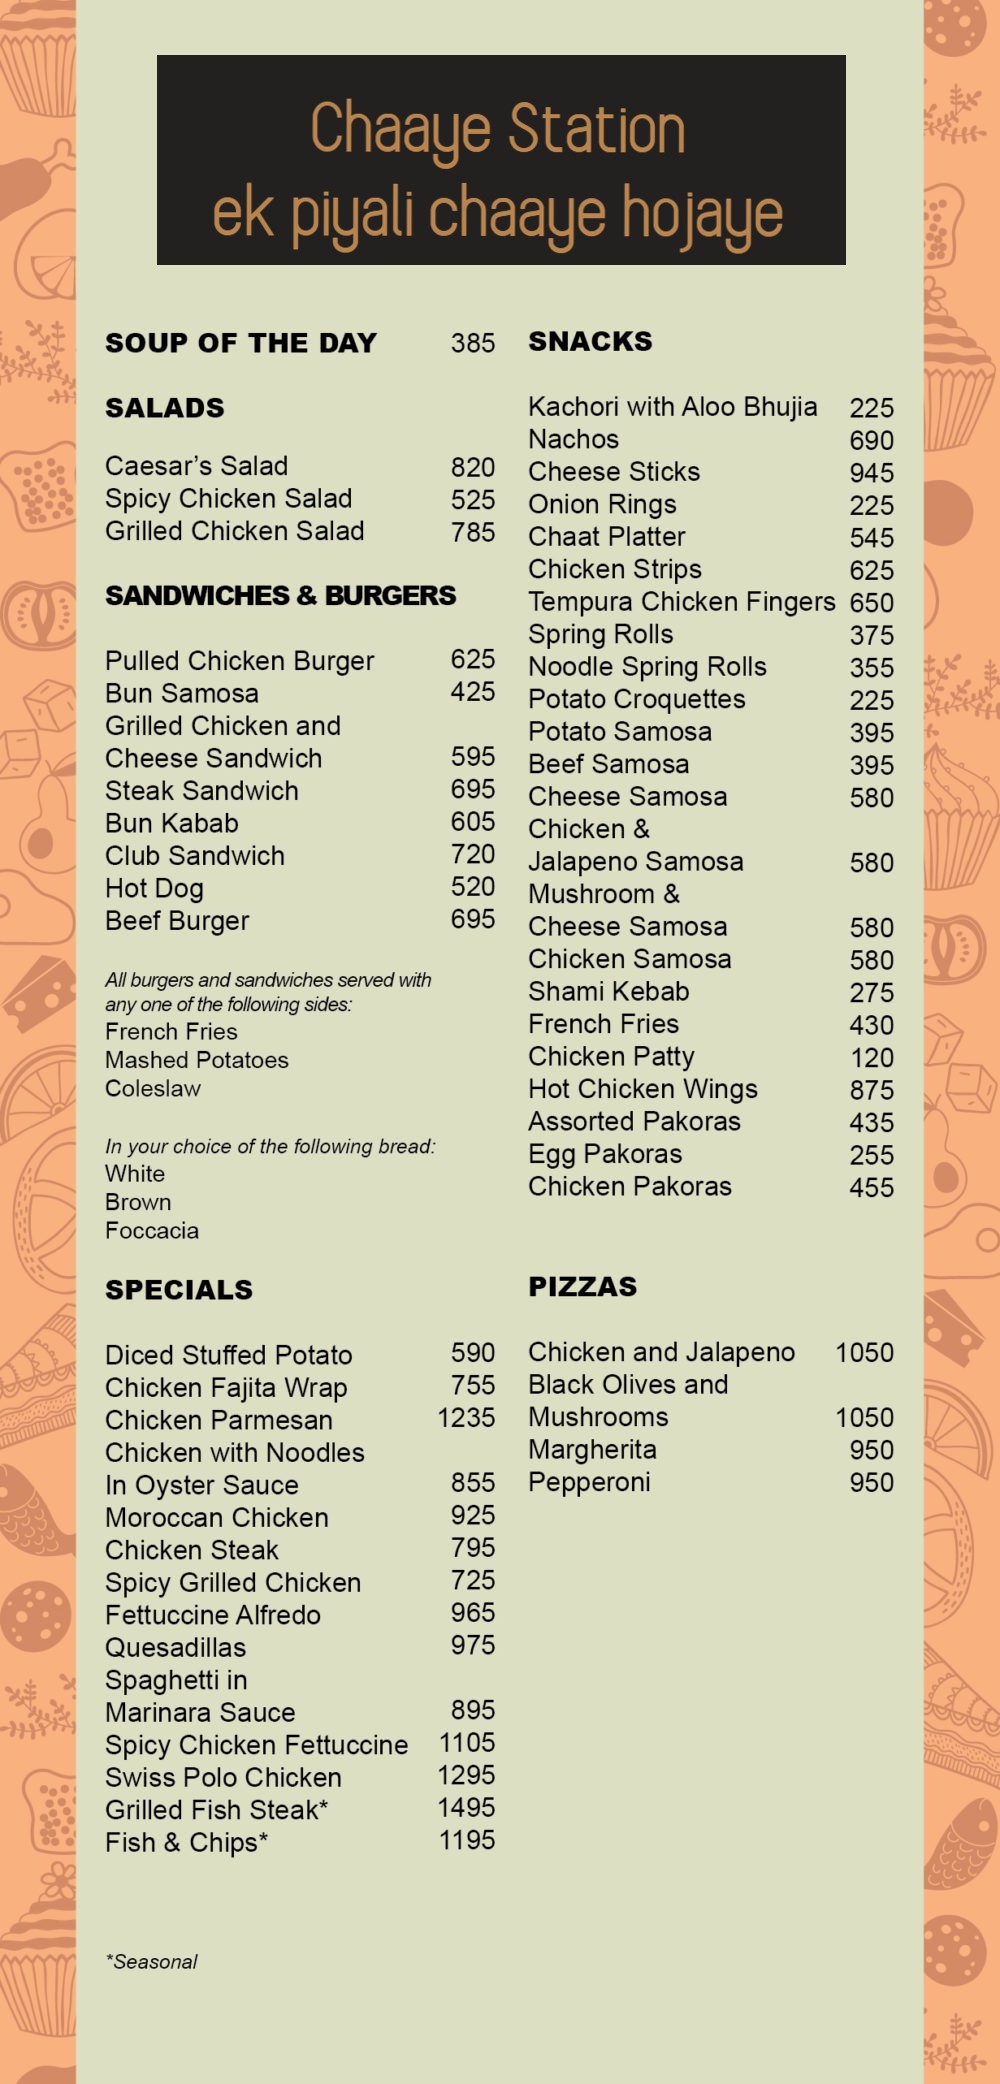 Chaaye Station
ek piyali chaaye hojaye
SOUP OF THE DAY 385
SALADS
Caesar’s Salad 820
Spicy Chicken Salad 525
Grilled Chicken Salad 785
SANDWICHES & BURGERS
Pulled Chicken Burger 625
Bun Samosa 425
Grilled Chicken and
Cheese Sandwich 595
Steak Sandwich 695
Bun Kabab 605
Club Sandwich 720
Hot Dog 520
Beef Burger 695
All burgers and sandwiches served with
any one of the following sides:
French Fries
Mashed Potatoes
Coleslaw
In your choice of the following bread:
White
Brown
Foccacia
SPECIALS
Diced Stuffed Potato 590
Chicken Fajita Wrap 755
Chicken Parmesan 1235
Chicken with Noodles
In Oyster Sauce 855
Moroccan Chicken 925
Chicken Steak 795
Spicy Grilled Chicken 725
Fettuccine Alfredo 965
Quesadillas 975
Spaghetti in
Marinara Sauce 895
Spicy Chicken Fettuccine 1105
Swiss Polo Chicken 1295
Grilled Fish Steak* 1495
Fish & Chips* 1195
*Seasonal
SNACKS
Kachori with Aloo Bhujia 225
Nachos 690
Cheese Sticks 945
Onion Rings 225
Chaat Platter 545
Chicken Strips 625
Tempura Chicken Fingers 650
Spring Rolls 375
Noodle Spring Rolls 355
Potato Croquettes 225
Potato Samosa 395
Beef Samosa 395
Cheese Samosa 580
Chicken &
Jalapeno Samosa 580
Mushroom &
Cheese Samosa 580
Chicken Samosa 580
Shami Kebab 275
French Fries 430
Chicken Patty 120
Hot Chicken Wings 875
Assorted Pakoras 435
Egg Pakoras 255
Chicken Pakoras 455
PIZZAS
Chicken and Jalapeno 1050
Black Olives and
Mushrooms 1050
Margherita 950
Pepperoni 950